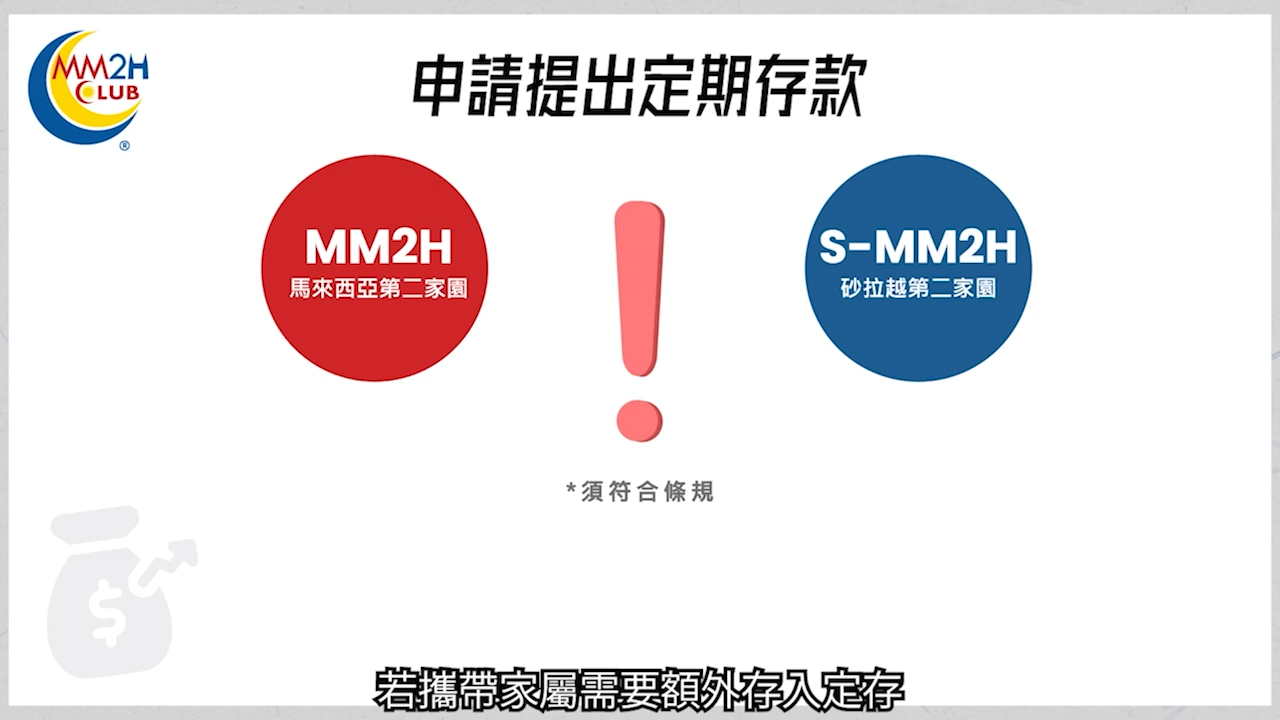 MM2H
CLUB
®
申請提出定期存款
MM2H
馬來西亞第二家園
S-MM2H
砂拉越第二家園
*須符合條規
$
若攜帶家屬需要額外存入定存